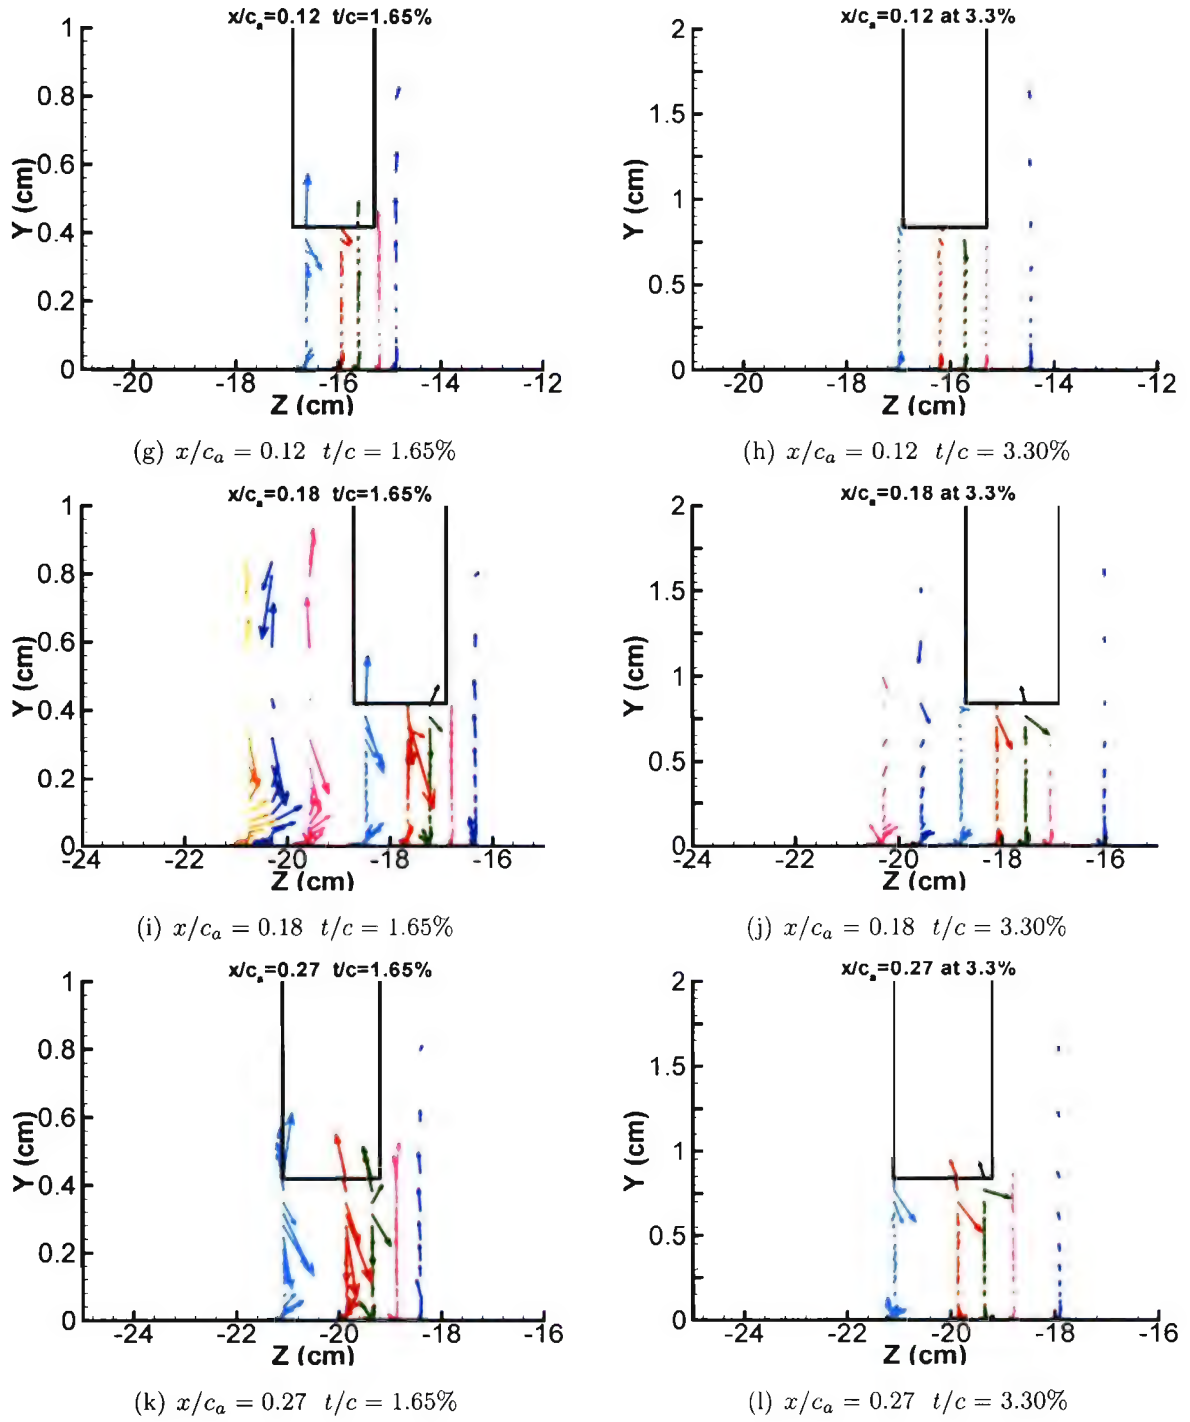 x/cₐ=0.12 t/c=1.65%
1
0.8
0.6
0.4
0.2
0
Y (cm)
-20 -18 -16 -14 -12
Z (cm)
(g) x/cₐ = 0.12 t/c = 1.65%
x/cₐ=0.12 at 3.3%
2
1.5
1
0.5
0
Y (cm)
-20 -18 -16 -14 -12
Z (cm)
(h) x/cₐ = 0.12 t/c = 3.30%
x/cₐ=0.18 t/c=1.65%
1
0.8
0.6
0.4
0.2
0
Y (cm)
-24 -22 -20 -18 -16
Z (cm)
(i) x/cₐ = 0.18 t/c = 1.65%
x/cₐ=0.18 at 3.3%
2
1.5
1
0.5
0
Y (cm)
-24 -22 -20 -18 -16
Z (cm)
(j) x/cₐ = 0.18 t/c = 3.30%
x/cₐ=0.27 t/c=1.65%
1
0.8
0.6
0.4
0.2
0
Y (cm)
-24 -22 -20 -18 -16
Z (cm)
(k) x/cₐ = 0.27 t/c = 1.65%
x/cₐ=0.27 at 3.3%
2
1.5
1
0.5
0
Y (cm)
-24 -22 -20 -18 -16
Z (cm)
(l) x/cₐ = 0.27 t/c = 3.30%